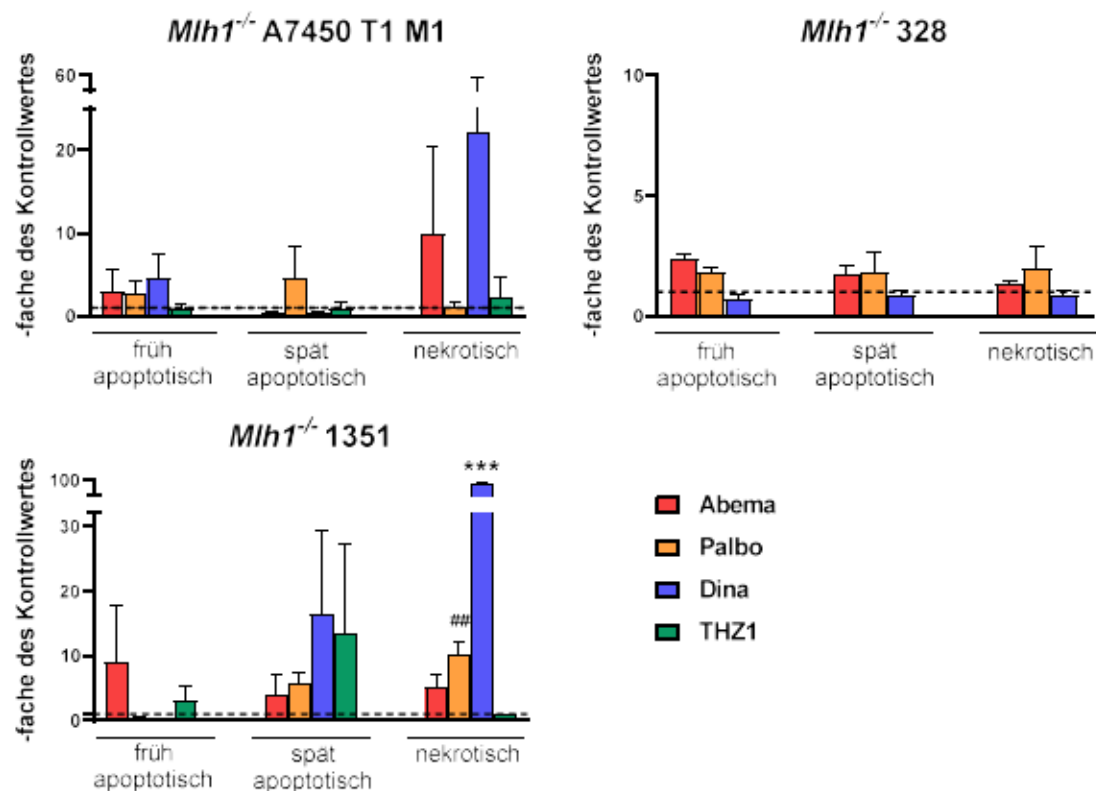 Mlh1-/- A7450 T1 M1
-fache des Kontrollwertes
60
20
10
0
früh
apoptotisch
spät
apoptotisch
nekrotisch
Mlh1-/- 328
-fache des Kontrollwertes
10
5
0
früh
apoptotisch
spät
apoptotisch
nekrotisch
Mlh1-/- 1351
-fache des Kontrollwertes
100
30
20
10
0
***
##
früh
apoptotisch
spät
apoptotisch
nekrotisch
Abema
Palbo
Dina
THZ1